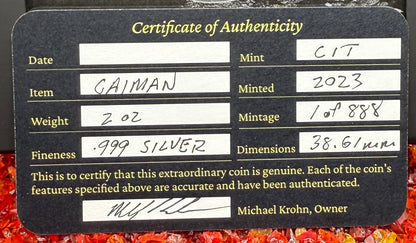 Certificate of Authenticity
Date Mint CIT
Item CAIMAN Minted 2023
Weight 2 oz Mintage 1 of 888
Fineness .999 SILVER Dimensions 38.61mm
This is to certify that this extraordinary coin is genuine. Each of the coin's
features specified above are accurate and have been authenticated.
Michael Krohn, Owner